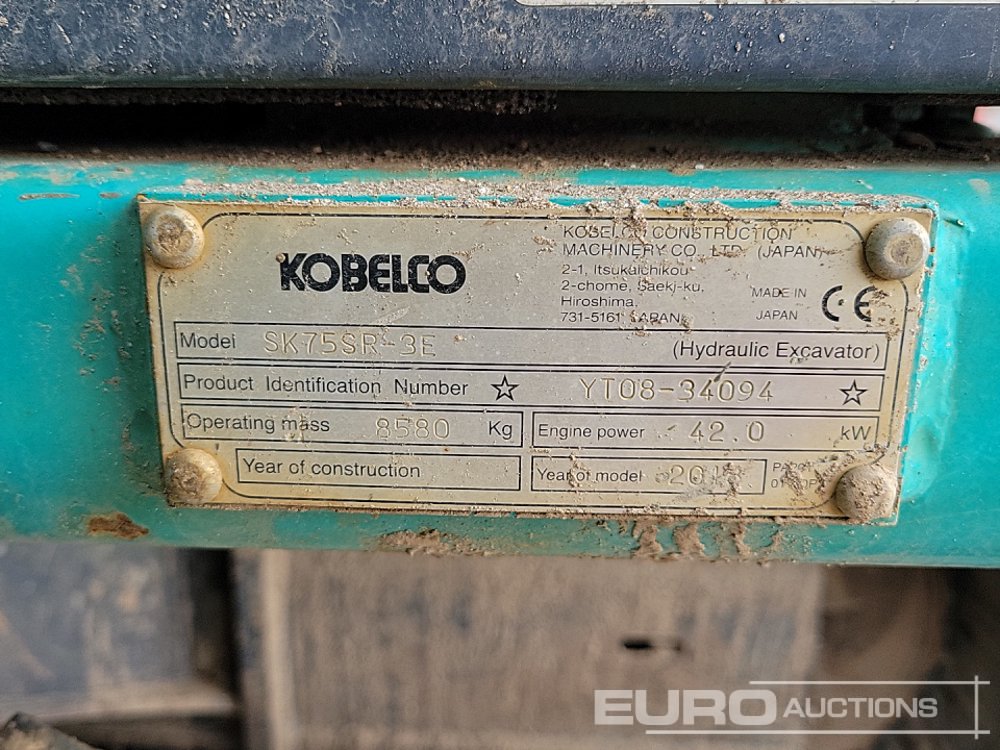 KOBELCO
KOBELCO CONSTRUCTION
MACHINERY CO., LTD. (JAPAN)
2-1, Itsukaichikou
2-chome, Saeki-ku,
Hiroshima,
731-5161 JAPAN
MADE IN
JAPAN
CE
Model SK75SR-3E (Hydraulic Excavator)
Product Identification Number ☆ YT08-34094 ☆
Operating mass 8580 Kg
Engine power 42.0 kW
Year of construction
Year of model
EURO AUCTIONS